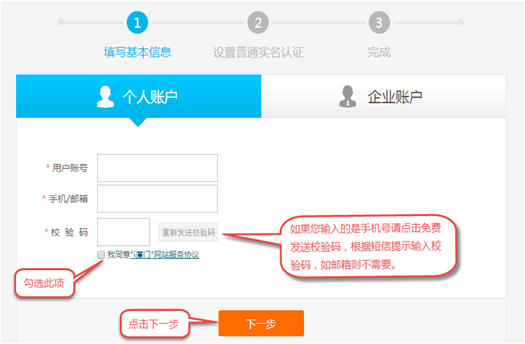 1 2 3
填写基本信息 设置普通实名认证 完成
个人账户 企业账户
* 用户账号
* 手机/邮箱
* 校 验 码 重新发送校验码
我同意"i厦门"网站服务协议
如果您输入的是手机号请点击免费
发送校验码，根据短信提示输入校
验码，如邮箱则不需要。
勾选此项
点击下一步 下一步